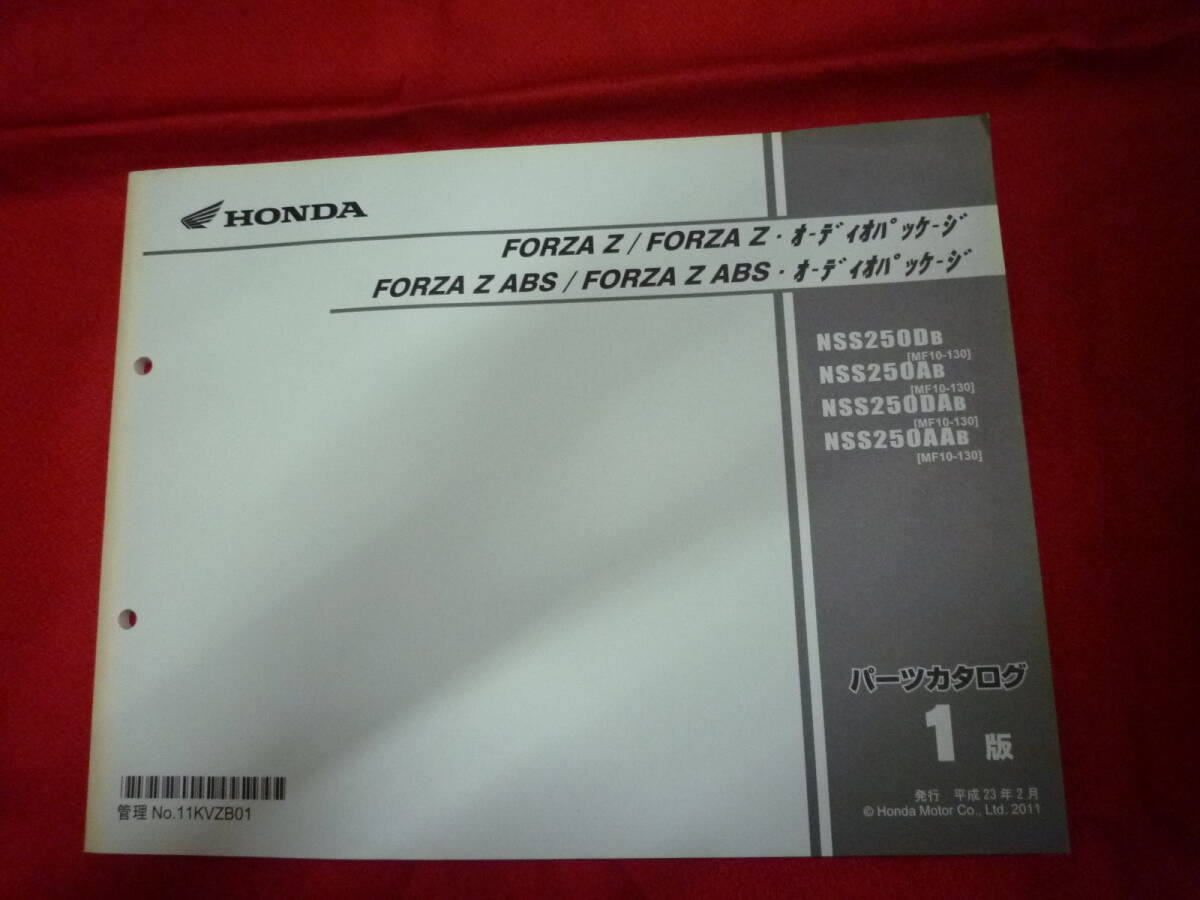 HONDA
FORZA Z / FORZA Z・ｵｰﾃﾞｨｵﾊﾟｯｹｰｼﾞ
FORZA Z ABS / FORZA Z ABS・ｵｰﾃﾞｨｵﾊﾟｯｹｰｼﾞ
NSS250DB
[MF10-130]
NSS250AB
[MF10-130]
NSS250DAB
[MF10-130]
NSS250AAB
[MF10-130]
パーツカタログ
1 版
発行 平成 23 年 2 月
© Honda Motor Co., Ltd. 2011
管理 No.11KVZB01